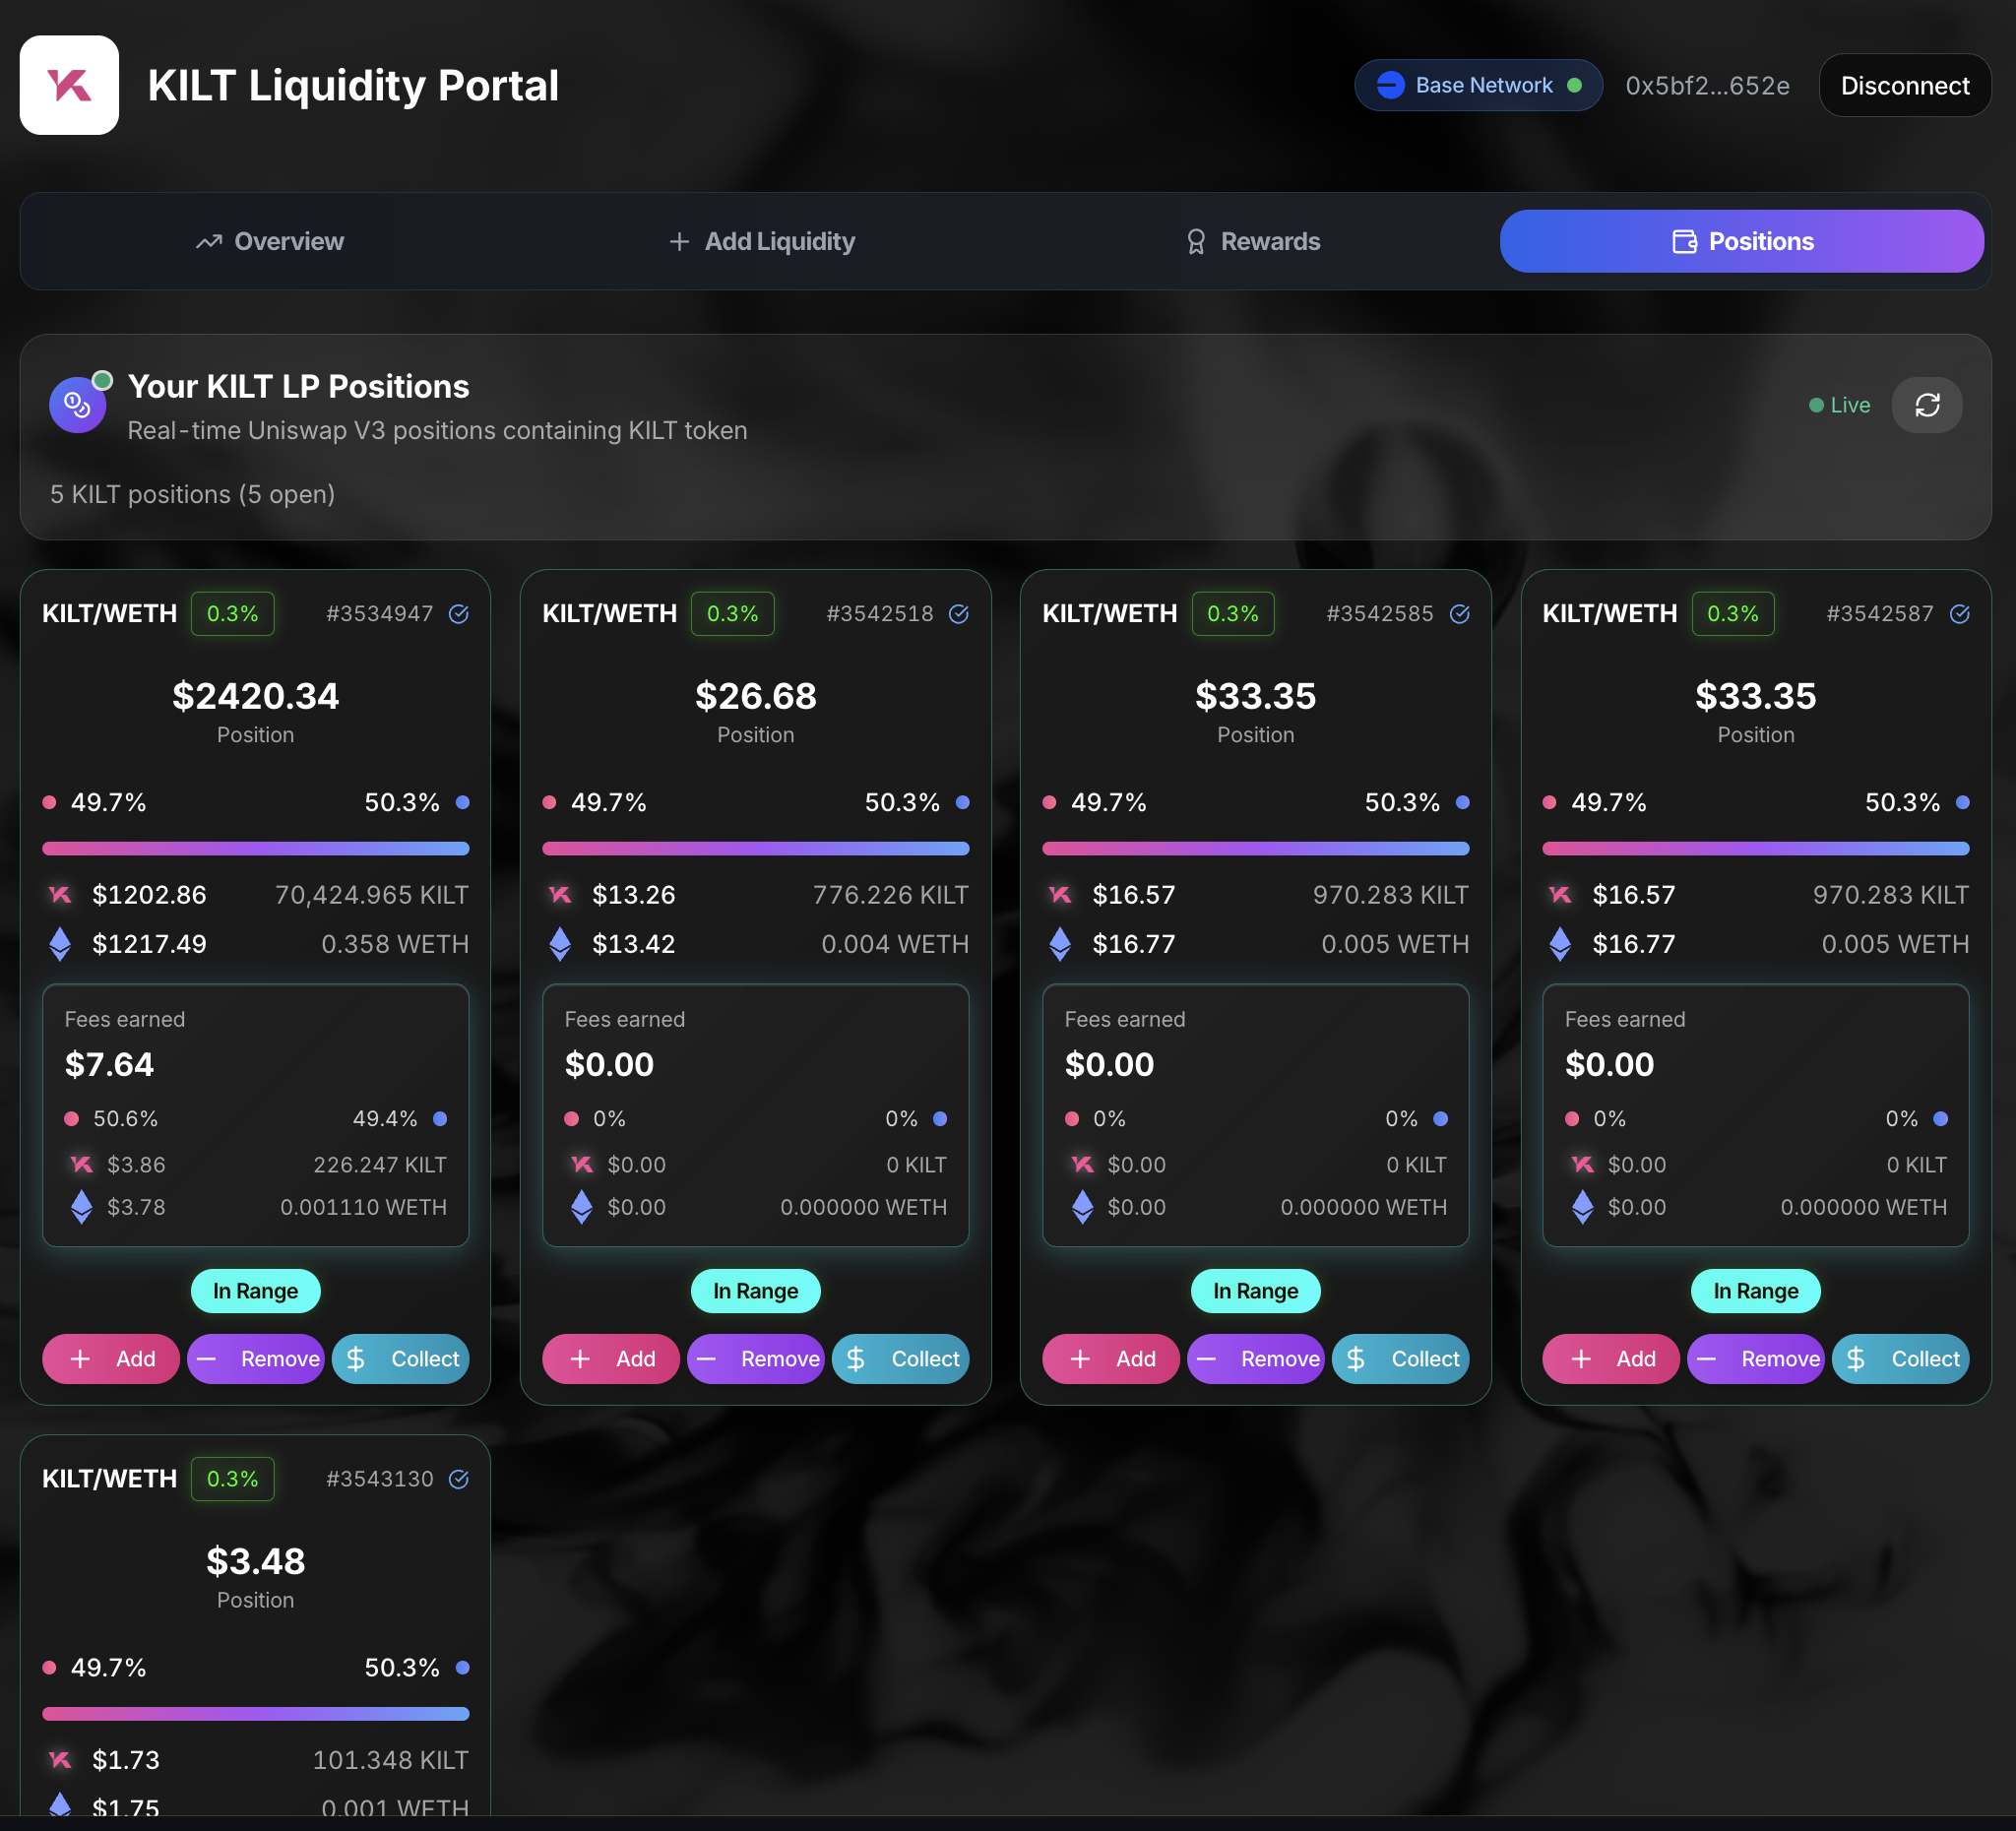 KILT Liquidity Portal
Base Network
0x5bf2...652e
Disconnect
Overview
Add Liquidity
Rewards
Positions
Your KILT LP Positions
Real-time Uniswap V3 positions containing KILT token
Live
5 KILT positions (5 open)
KILT/WETH 0.3% #3534947
$2420.34
Position
49.7% 50.3%
$1202.86 70,424.965 KILT
$1217.49 0.358 WETH
Fees earned
$7.64
50.6% 49.4%
$3.86 226.247 KILT
$3.78 0.001110 WETH
In Range
Add Remove Collect
KILT/WETH 0.3% #3542518
$26.68
Position
49.7% 50.3%
$13.26 776.226 KILT
$13.42 0.004 WETH
Fees earned
$0.00
0% 0%
$0.00 0 KILT
$0.00 0.000000 WETH
In Range
Add Remove Collect
KILT/WETH 0.3% #3542585
$33.35
Position
49.7% 50.3%
$16.57 970.283 KILT
$16.77 0.005 WETH
Fees earned
$0.00
0% 0%
$0.00 0 KILT
$0.00 0.000000 WETH
In Range
Add Remove Collect
KILT/WETH 0.3% #3542587
$33.35
Position
49.7% 50.3%
$16.57 970.283 KILT
$16.77 0.005 WETH
Fees earned
$0.00
0% 0%
$0.00 0 KILT
$0.00 0.000000 WETH
In Range
Add Remove Collect
KILT/WETH 0.3% #3543130
$3.48
Position
49.7% 50.3%
$1.73 101.348 KILT
$1.75 0.001 WETH